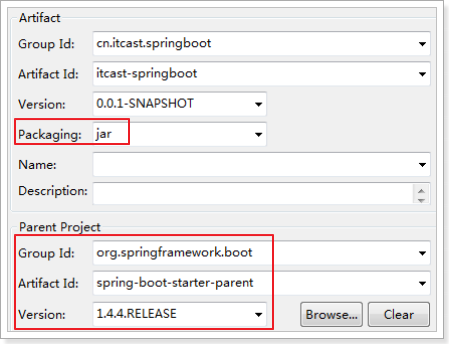 Artifact
Group Id: cn.itcast.springboot
Artifact Id: itcast-springboot
Version: 0.0.1-SNAPSHOT
Packaging: jar
Name:
Description:
Parent Project
Group Id: org.springframework.boot
Artifact Id: spring-boot-starter-parent
Version: 1.4.4.RELEASE Browse... Clear